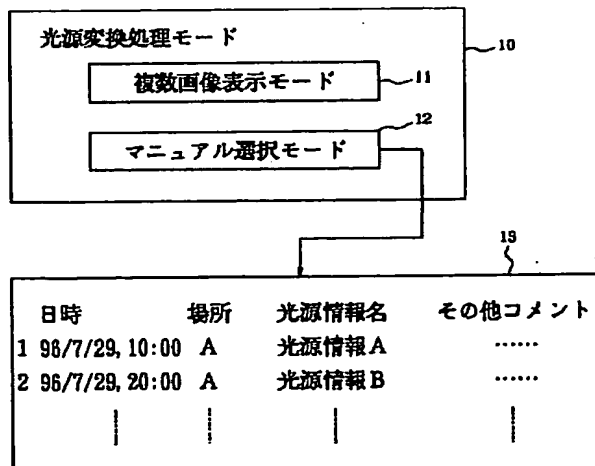 光源変換処理モード
10
複数画像表示モード
11
12
マニュアル選択モード
13
日時 場所 光源情報名 その他コメント
1 96/7/29, 10:00 A 光源情報A ……
2 96/7/29, 20:00 A 光源情報B ……